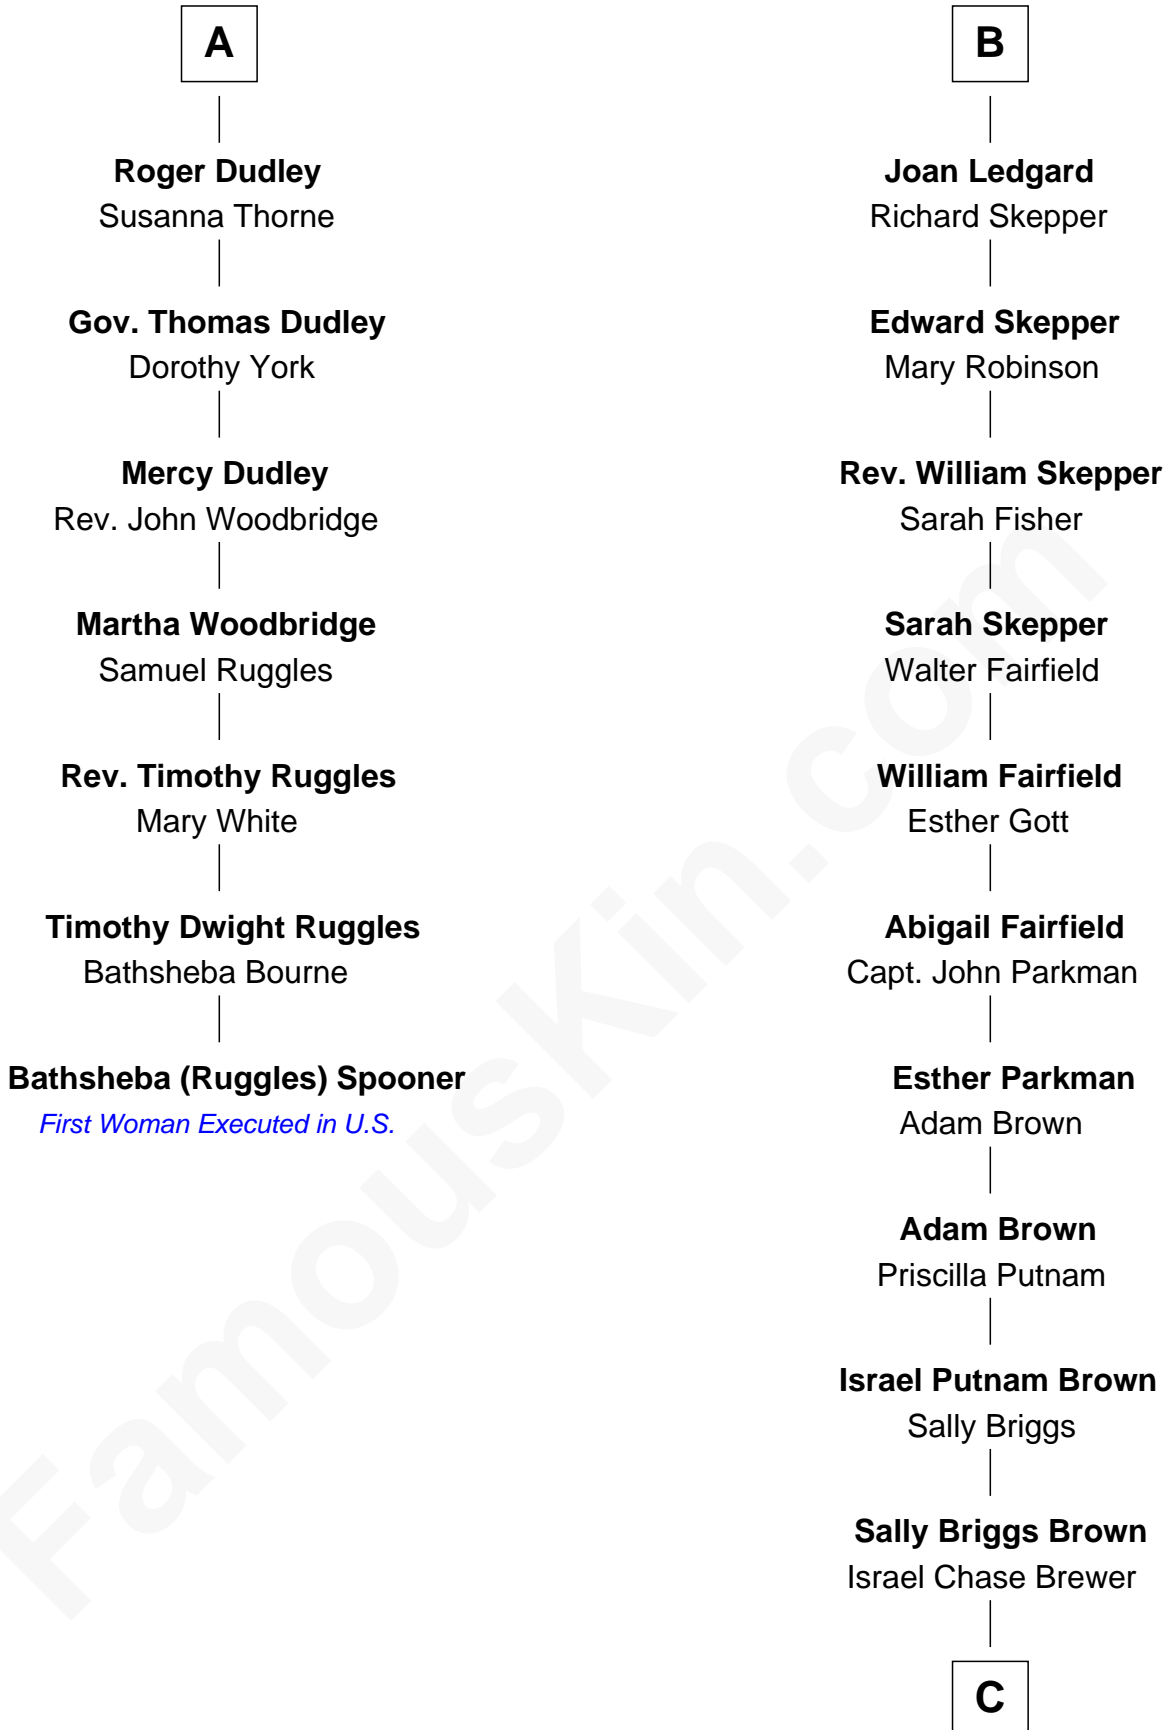 A
Roger Dudley
Susanna Thorne
Gov. Thomas Dudley
Dorothy York
Mercy Dudley
Rev. John Woodbridge
Martha Woodbridge
Samuel Ruggles
Rev. Timothy Ruggles
Mary White
Timothy Dwight Ruggles
Bathsheba Bourne
Bathsheba (Ruggles) Spooner
First Woman Executed in U.S.
B
Joan Ledgard
Richard Skepper
Edward Skepper
Mary Robinson
Rev. William Skepper
Sarah Fisher
Sarah Skepper
Walter Fairfield
William Fairfield
Esther Gott
Abigail Fairfield
Capt. John Parkman
Esther Parkman
Adam Brown
Adam Brown
Priscilla Putnam
Israel Putnam Brown
Sally Briggs
Sally Briggs Brown
Israel Chase Brewer
C
FamousKin.com